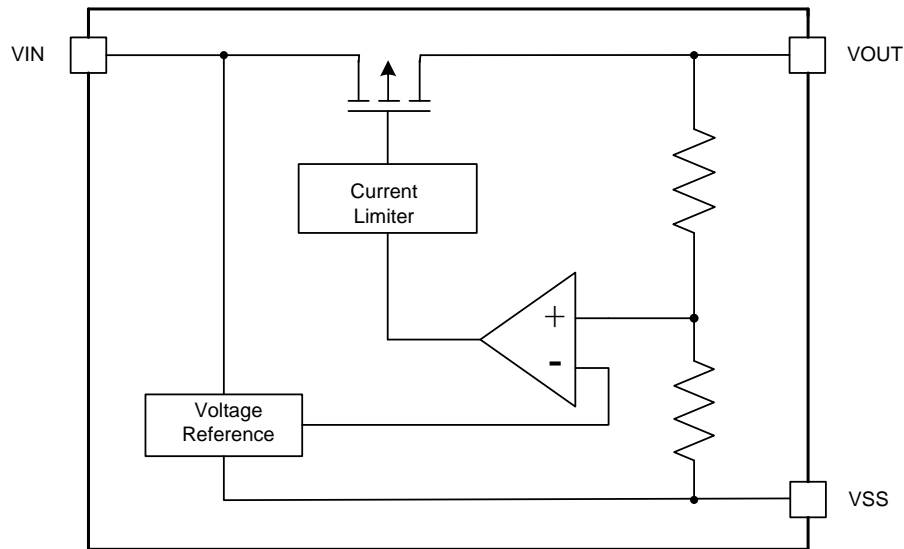 VIN
VOUT
Current
Limiter
+
-
Voltage
Reference
VSS